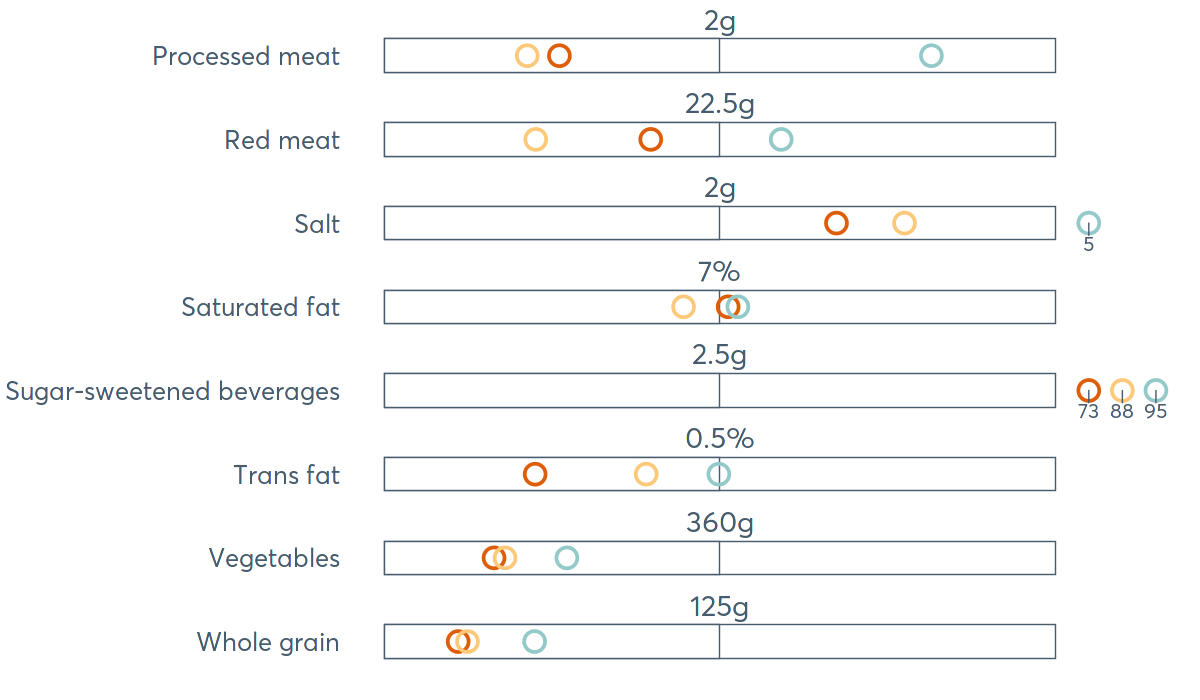 2g
Processed meat
22.5g
Red meat
2g
Salt
5
7%
Saturated fat
2.5g
Sugar-sweetened beverages
73 88 95
0.5%
Trans fat
360g
Vegetables
125g
Whole grain